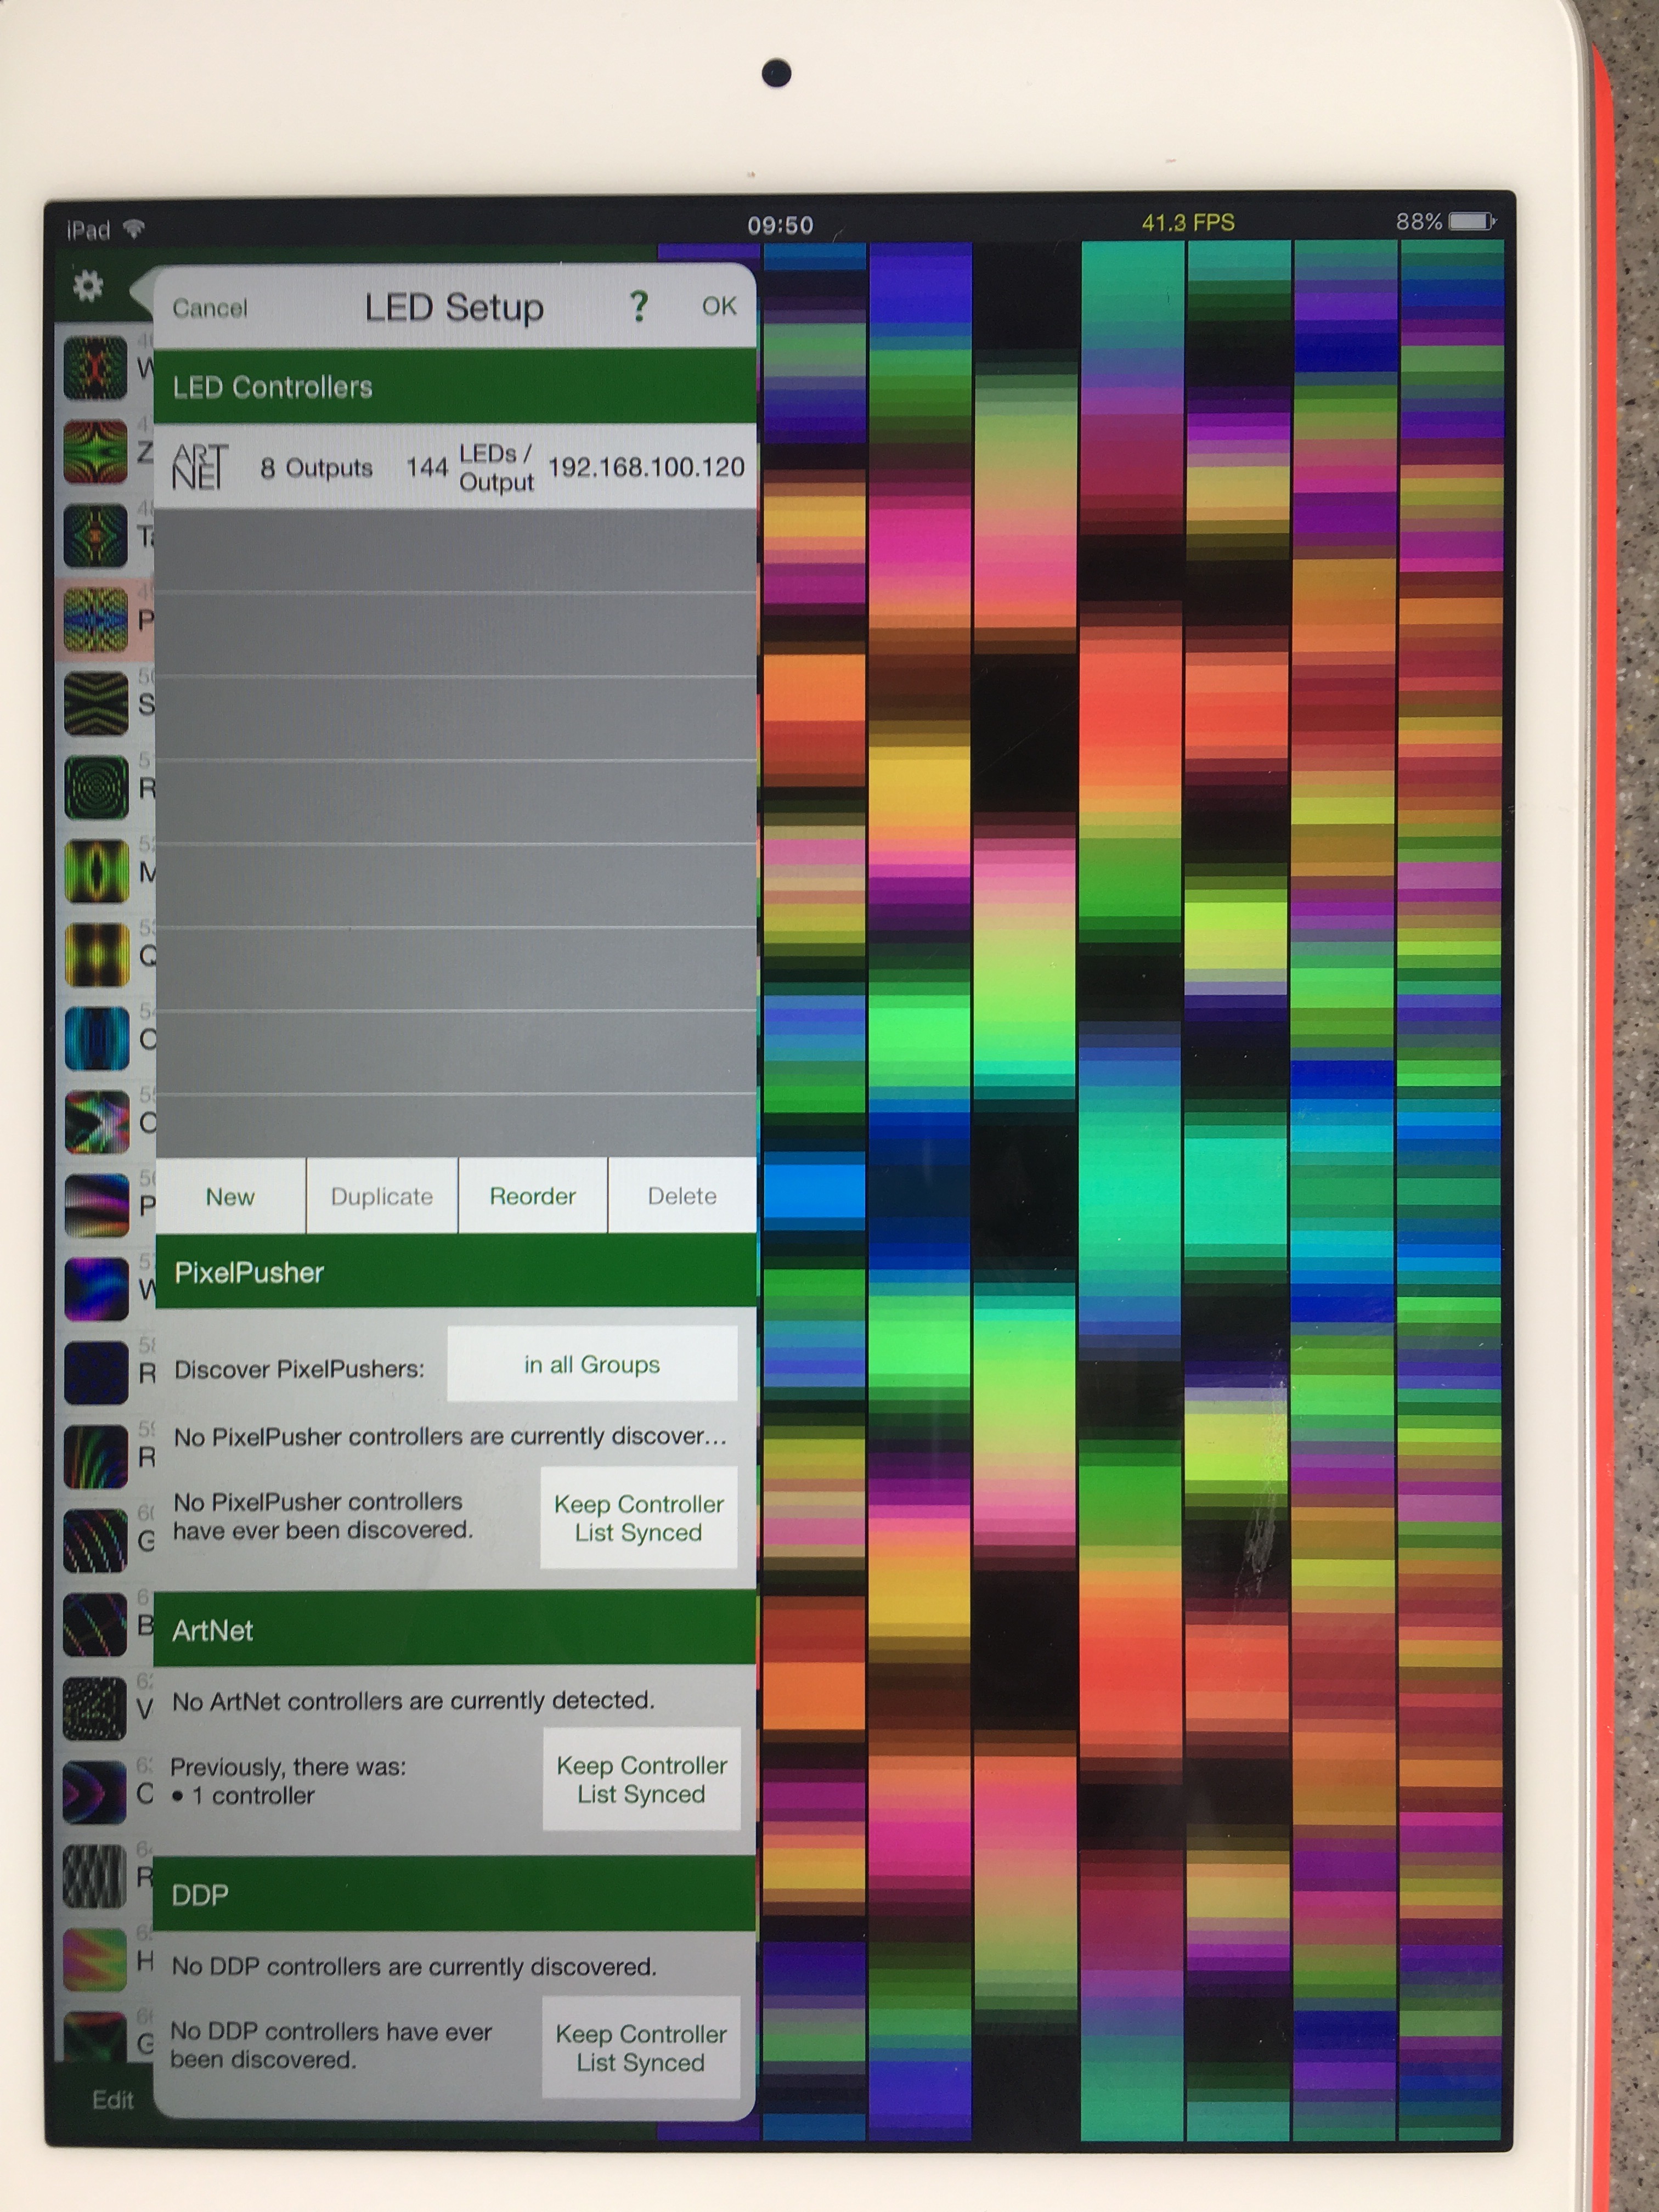 iPad 09:50 41.3 FPS 88%
Cancel LED Setup ? OK
LED Controllers
ART
NET
8 Outputs 144 LEDs /
Output 192.168.100.120
New Duplicate Reorder Delete
PixelPusher
Discover PixelPushers: in all Groups
No PixelPusher controllers are currently discover...
No PixelPusher controllers
have ever been discovered.
Keep Controller
List Synced
ArtNet
No ArtNet controllers are currently detected.
Previously, there was:
• 1 controller
Keep Controller
List Synced
DDP
No DDP controllers are currently discovered.
No DDP controllers have ever
been discovered.
Keep Controller
List Synced
Edit